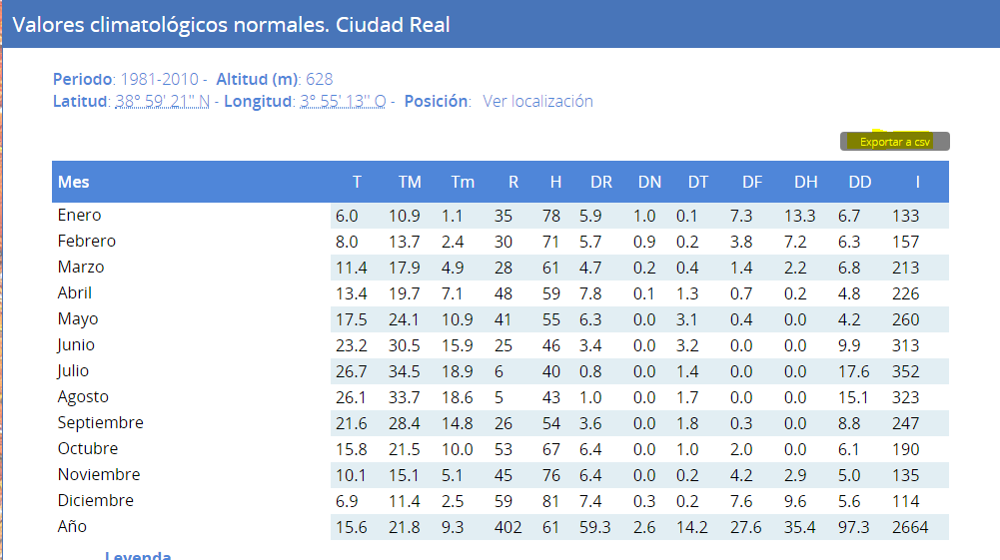 Valores climatológicos normales. Ciudad Real
Periodo: 1981-2010 - Altitud (m): 628
Latitud: 38° 59' 21'' N - Longitud: 3° 55' 13'' O - Posición: Ver localización
Exportar a csv
Mes T TM Tm R H DR DN DT DF DH DD I
Enero 6.0 10.9 1.1 35 78 5.9 1.0 0.1 7.3 13.3 6.7 133
Febrero 8.0 13.7 2.4 30 71 5.7 0.9 0.2 3.8 7.2 6.3 157
Marzo 11.4 17.9 4.9 28 61 4.7 0.2 0.4 1.4 2.2 6.8 213
Abril 13.4 19.7 7.1 48 59 7.8 0.1 1.3 0.7 0.2 4.8 226
Mayo 17.5 24.1 10.9 41 55 6.3 0.0 3.1 0.4 0.0 4.2 260
Junio 23.2 30.5 15.9 25 46 3.4 0.0 3.2 0.0 0.0 9.9 313
Julio 26.7 34.5 18.9 6 40 0.8 0.0 1.4 0.0 0.0 17.6 352
Agosto 26.1 33.7 18.6 5 43 1.0 0.0 1.7 0.0 0.0 15.1 323
Septiembre 21.6 28.4 14.8 26 54 3.6 0.0 1.8 0.3 0.0 8.8 247
Octubre 15.8 21.5 10.0 53 67 6.4 0.0 1.0 2.0 0.0 6.1 190
Noviembre 10.1 15.1 5.1 45 76 6.4 0.0 0.2 4.2 2.9 5.0 135
Diciembre 6.9 11.4 2.5 59 81 7.4 0.3 0.2 7.6 9.6 5.6 114
Año 15.6 21.8 9.3 402 61 59.3 2.6 14.2 27.6 35.4 97.3 2664
Leyenda